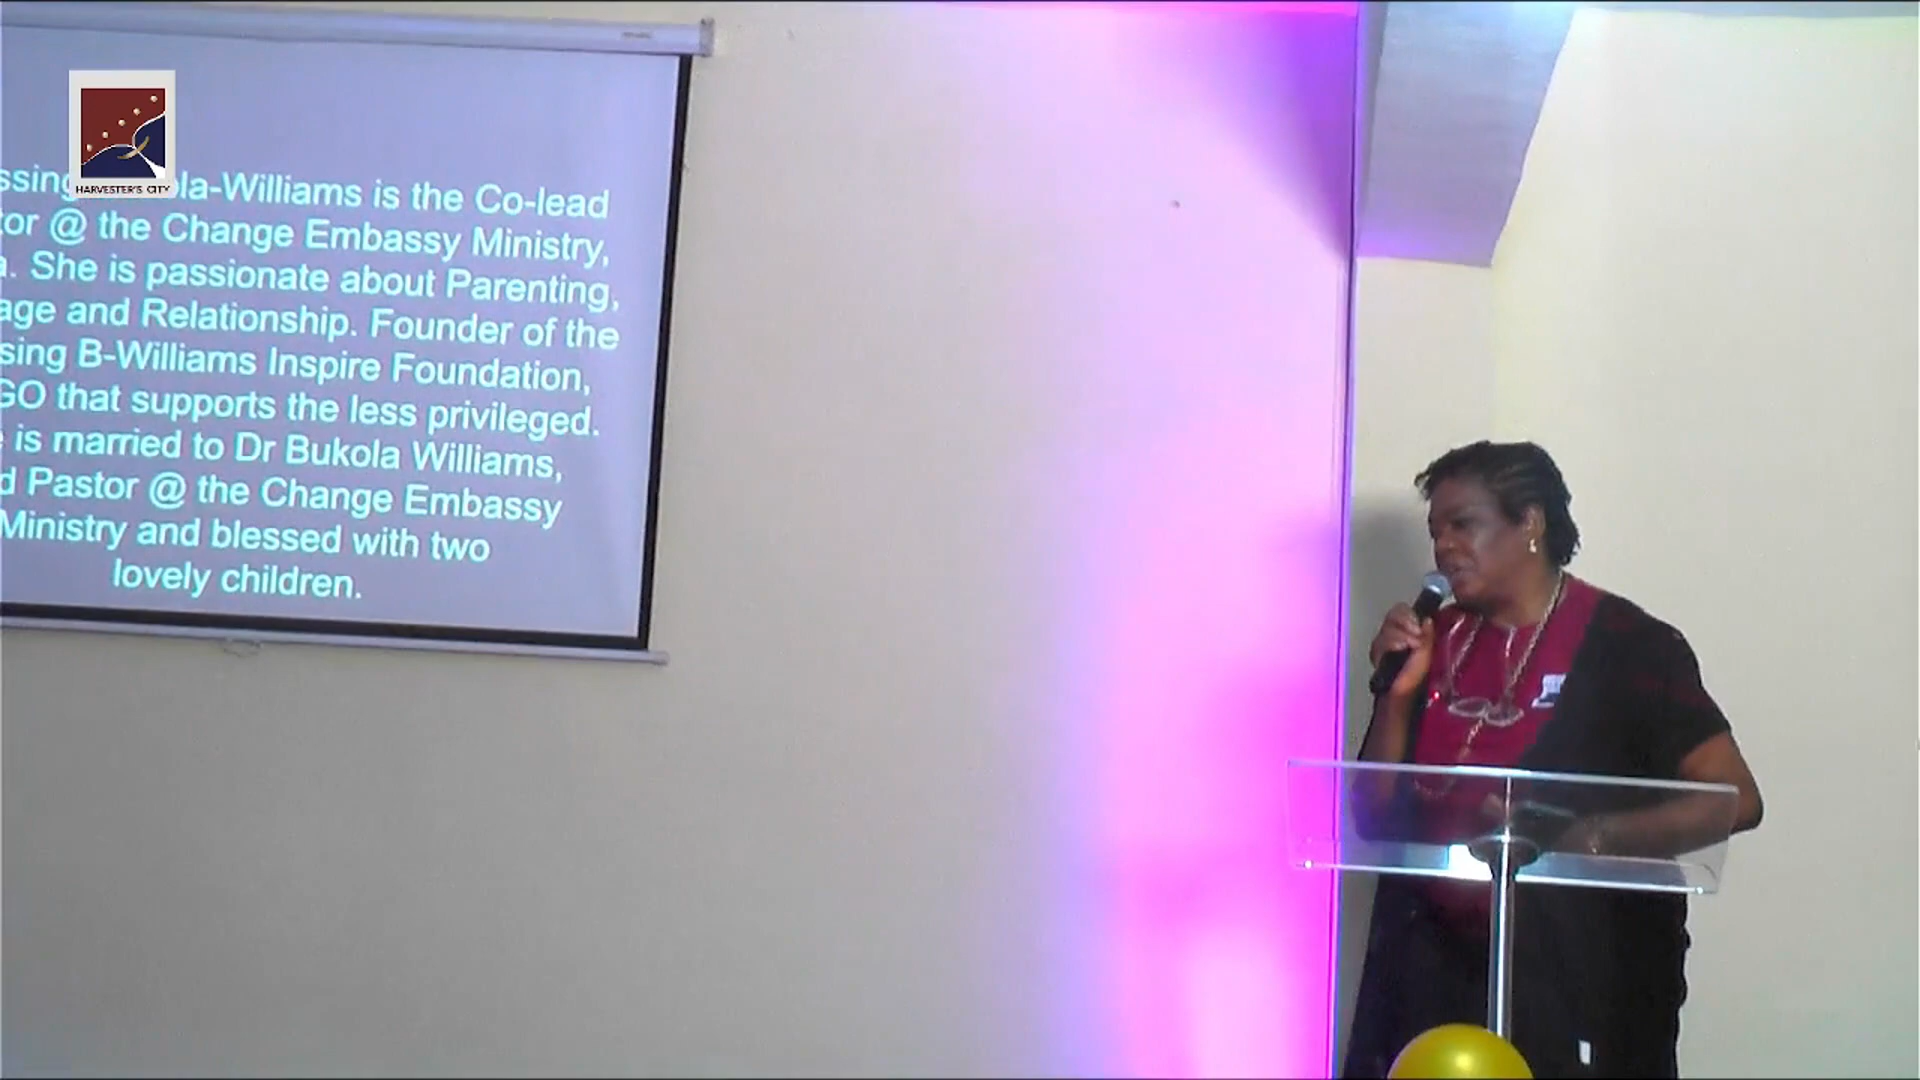 HARVESTER'S CITY
ssing la-Williams is the Co-lead
tor @ the Change Embassy Ministry,
a. She is passionate about Parenting,
age and Relationship. Founder of the
sing B-Williams Inspire Foundation,
GO that supports the less privileged.
e is married to Dr Bukola Williams,
d Pastor @ the Change Embassy
Ministry and blessed with two
lovely children.